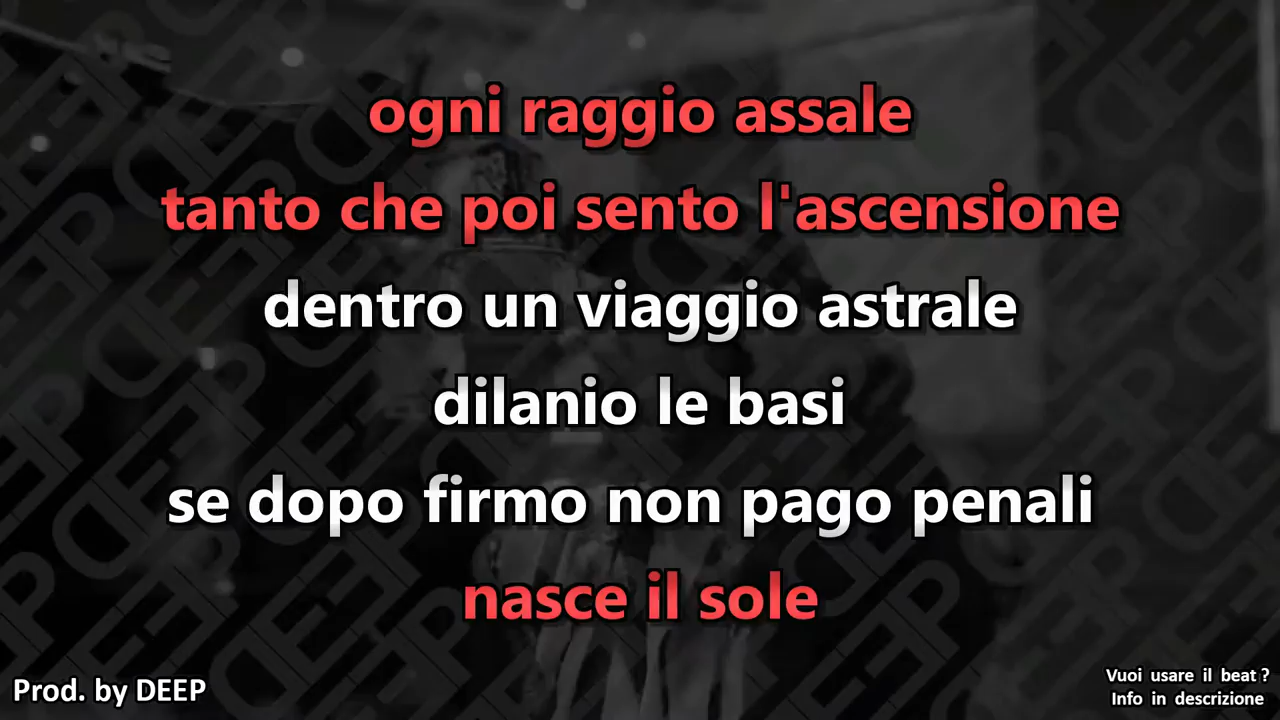 ogni raggio assale
tanto che poi sento l'ascensione
dentro un viaggio astrale
dilanio le basi
se dopo firmo non pago penali
nasce il sole
Prod. by DEEP
Vuoi usare il beat ?
Info in descrizione